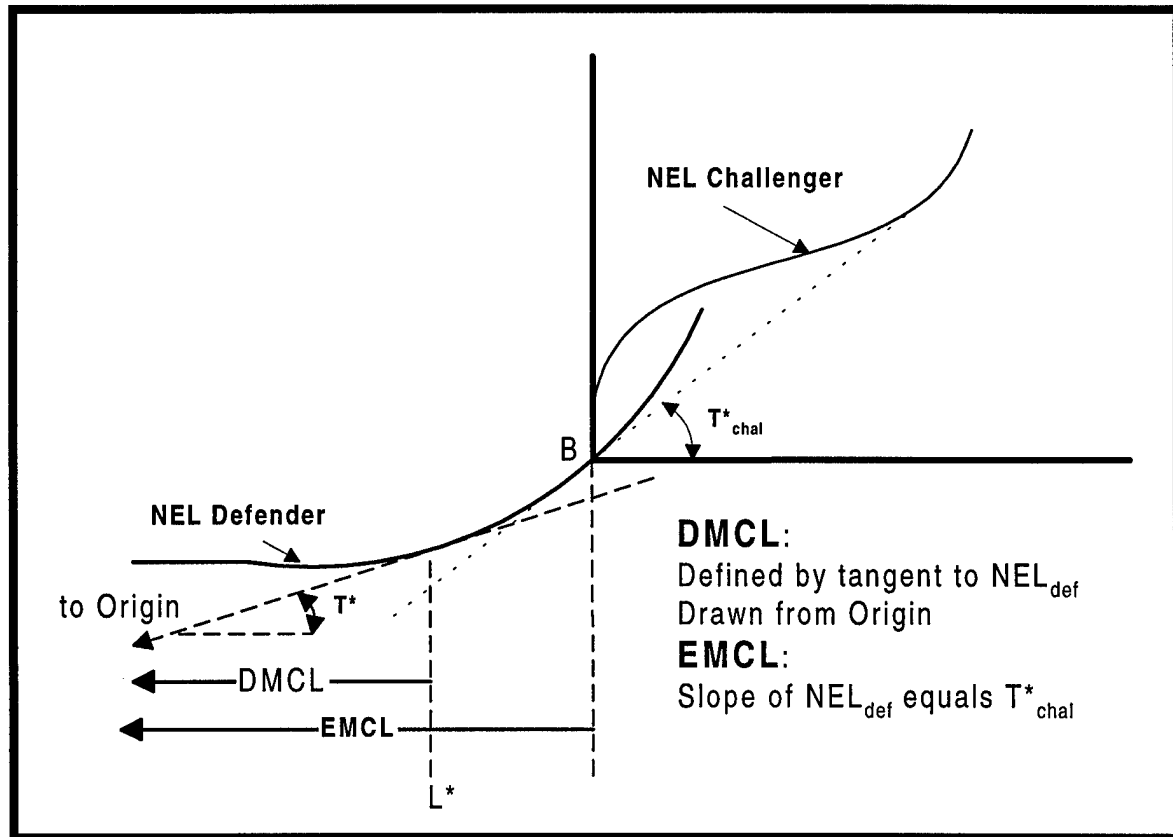 NEL Challenger
T*chal
B
NEL Defender
to Origin
T*
DMCL
EMCL
L*
DMCL:
Defined by tangent to NELdef
Drawn from Origin
EMCL:
Slope of NELdef equals T*chal